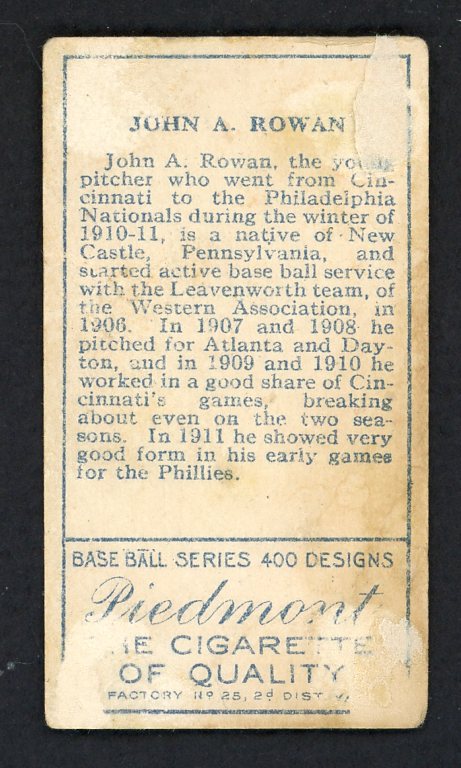 JOHN A. ROWAN
John A. Rowan, the young
pitcher who went from Cin-
cinnati to the Philadelphia
Nationals during the winter of
1910-11, is a native of New
Castle, Pennsylvania, and
started active base ball service
with the Leavenworth team, of
the Western Association, in
1906. In 1907 and 1908 he
pitched for Atlanta and Day-
ton, and in 1909 and 1910 he
worked in a good share of Cin-
cinnati's games, breaking
about even on the two sea-
sons. In 1911 he showed very
good form in his early games
for the Phillies.
BASE BALL SERIES 400 DESIGNS
Piedmont
THE CIGARETTE
OF QUALITY
FACTORY No 25, 2d DIST.